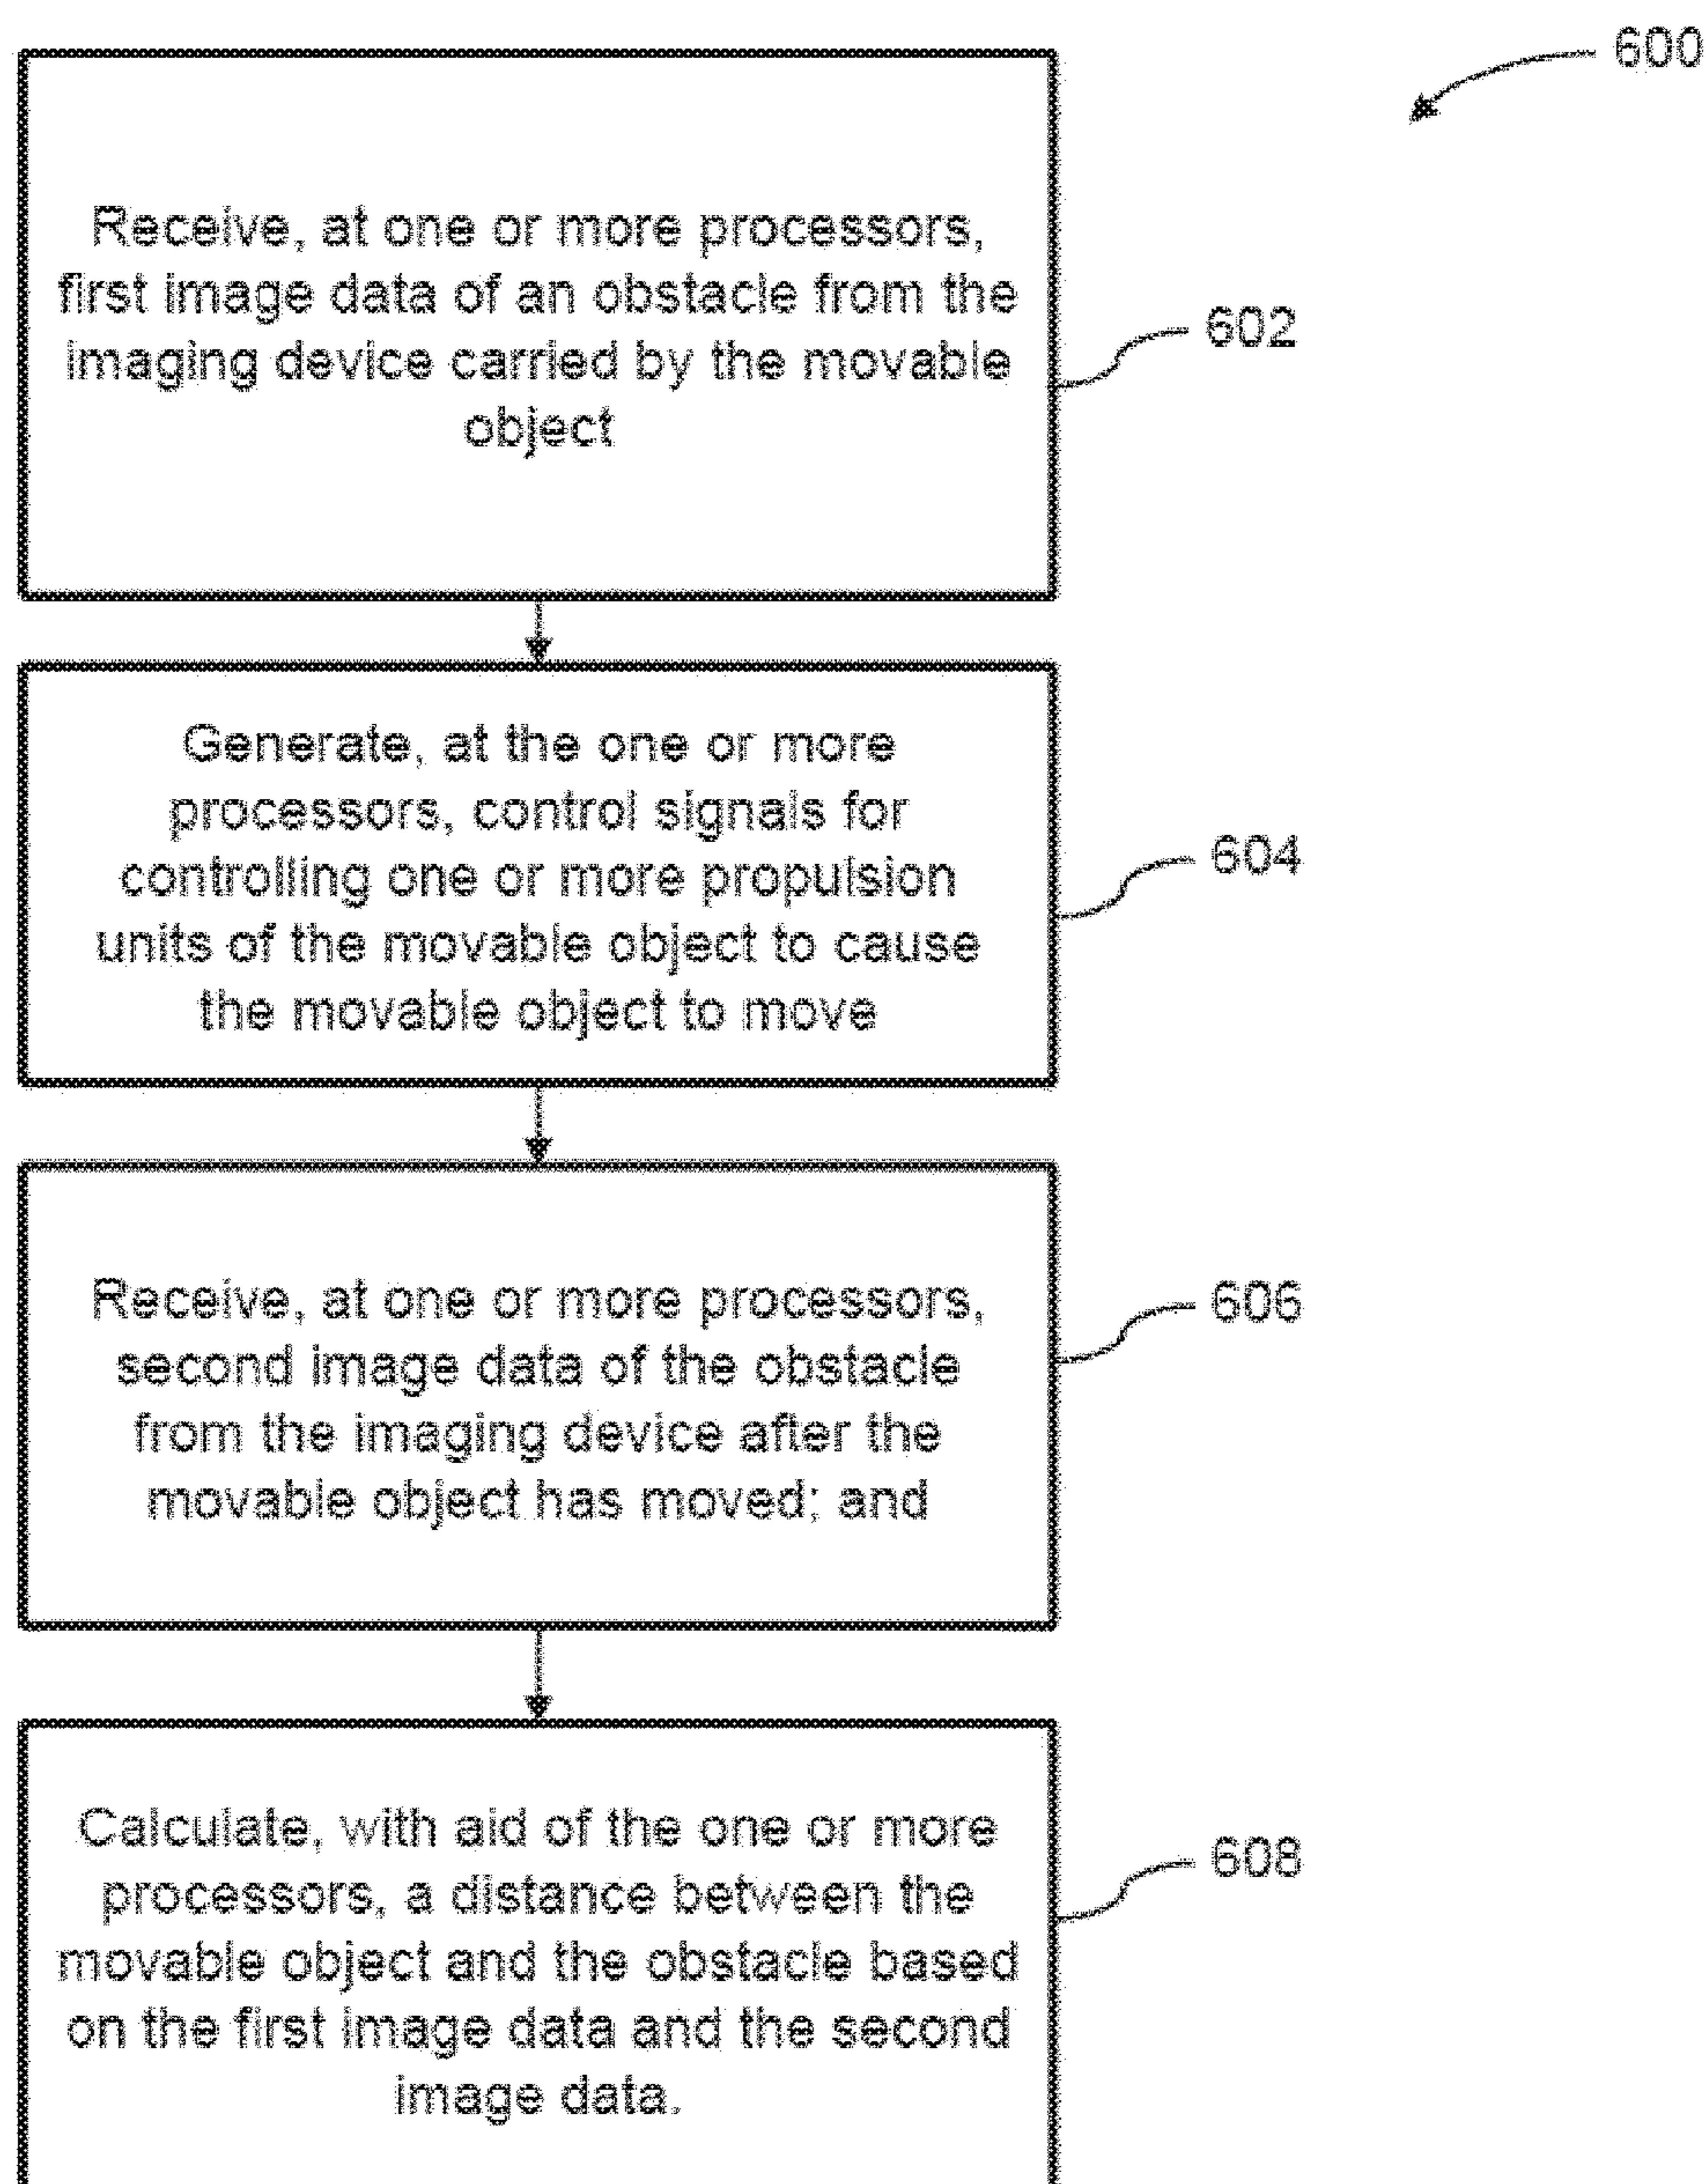 600
Receive, at one or more processors,
first image data of an obstacle from the
imaging device carried by the movable
object
602
Generate, at the one or more
processors, control signals for
controlling one or more propulsion
units of the movable object to cause
the movable object to move
604
Receive, at one or more processors,
second image data of the obstacle
from the imaging device after the
movable object has moved; and
606
Calculate, with aid of the one or more
processors, a distance between the
movable object and the obstacle based
on the first image data and the second
image data.
608